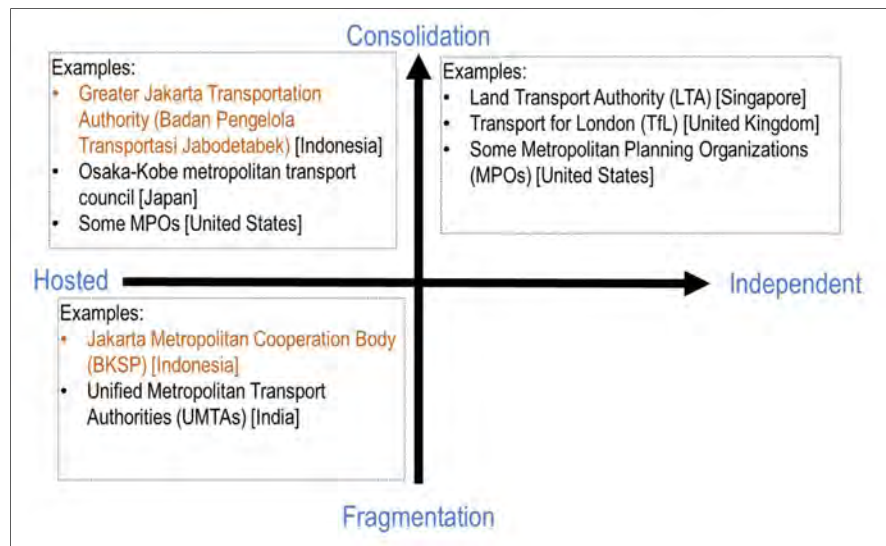 Consolidation
Examples:
• Greater Jakarta Transportation
Authority (Badan Pengelola
Transportasi Jabodetabek) [Indonesia]
• Osaka-Kobe metropolitan transport
council [Japan]
• Some MPOs [United States]
Examples:
• Land Transport Authority (LTA) [Singapore]
• Transport for London (TfL) [United Kingdom]
• Some Metropolitan Planning Organizations
(MPOs) [United States]
Hosted
Independent
Examples:
• Jakarta Metropolitan Cooperation Body
(BKSP) [Indonesia]
• Unified Metropolitan Transport
Authorities (UMTAs) [India]
Fragmentation